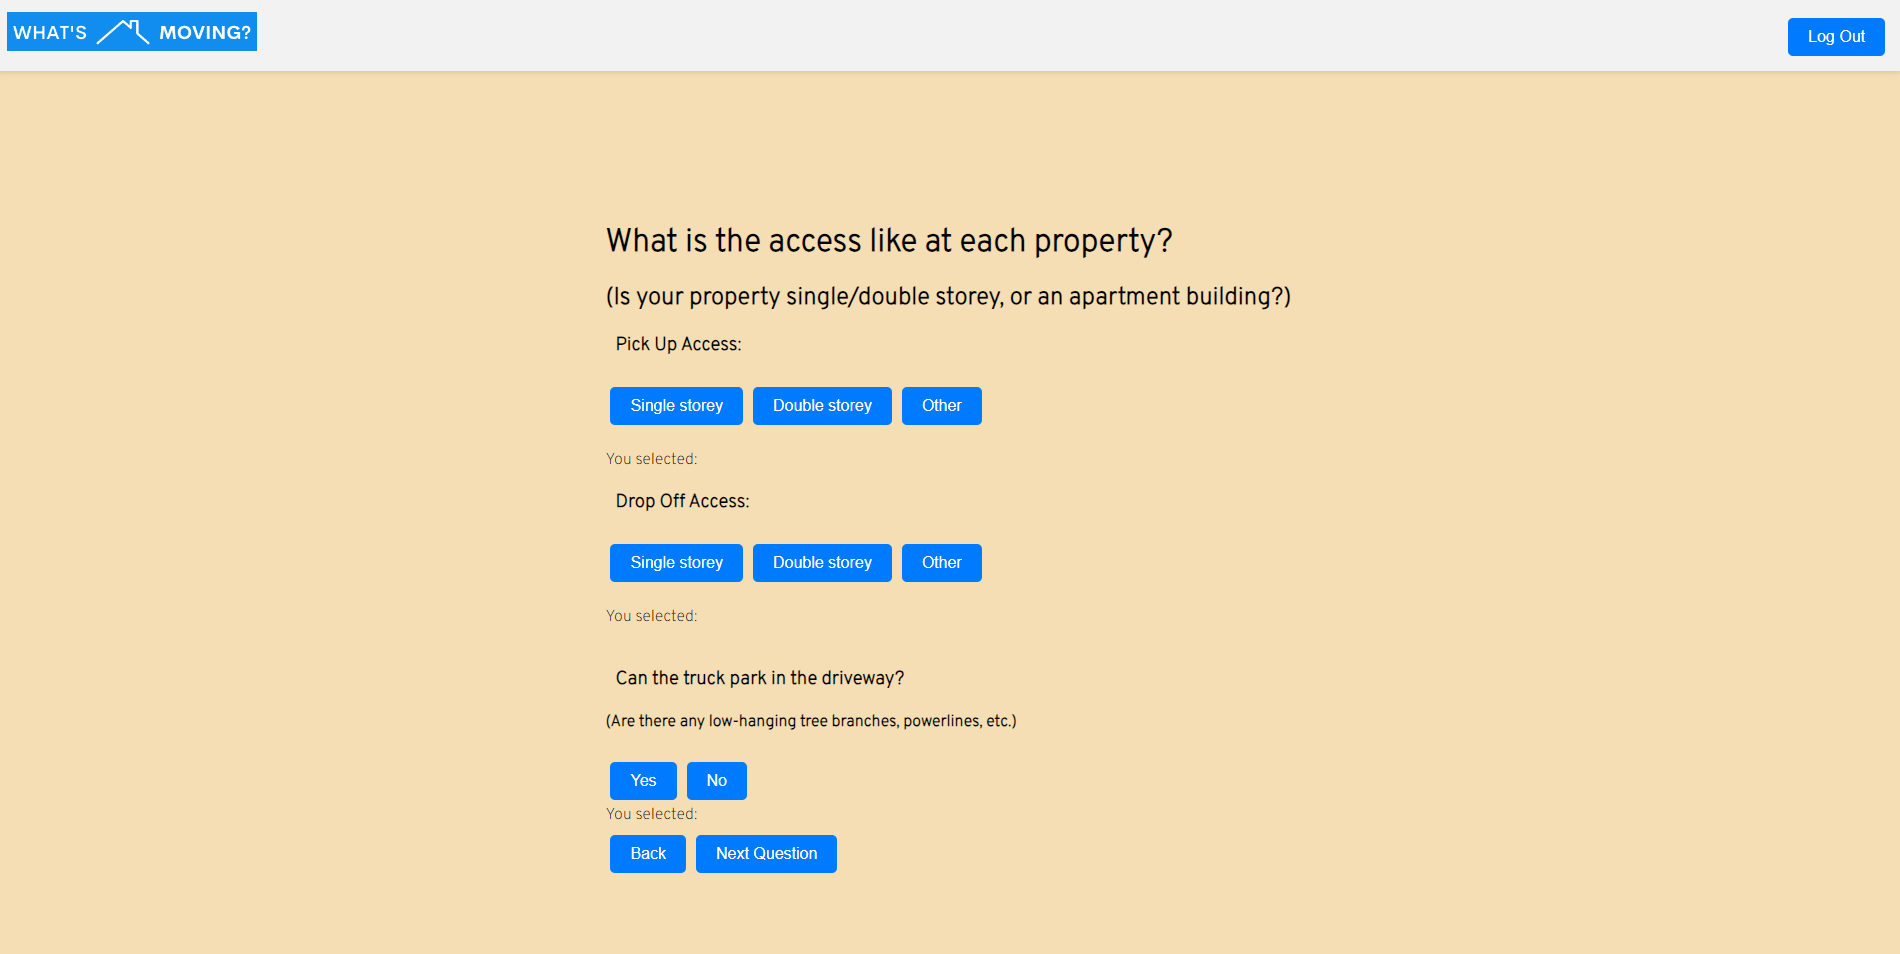 WHAT'S MOVING?
Log Out
What is the access like at each property?
(Is your property single/double storey, or an apartment building?)
Pick Up Access:
Single storey Double storey Other
You selected:
Drop Off Access:
Single storey Double storey Other
You selected:
Can the truck park in the driveway?
(Are there any low-hanging tree branches, powerlines, etc.)
Yes No
You selected:
Back Next Question